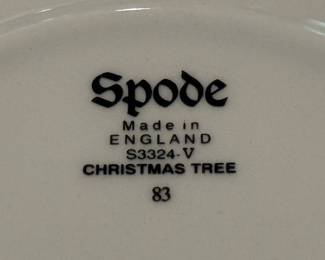 Spode
Made in
ENGLAND
S3324-V
CHRISTMAS TREE
83